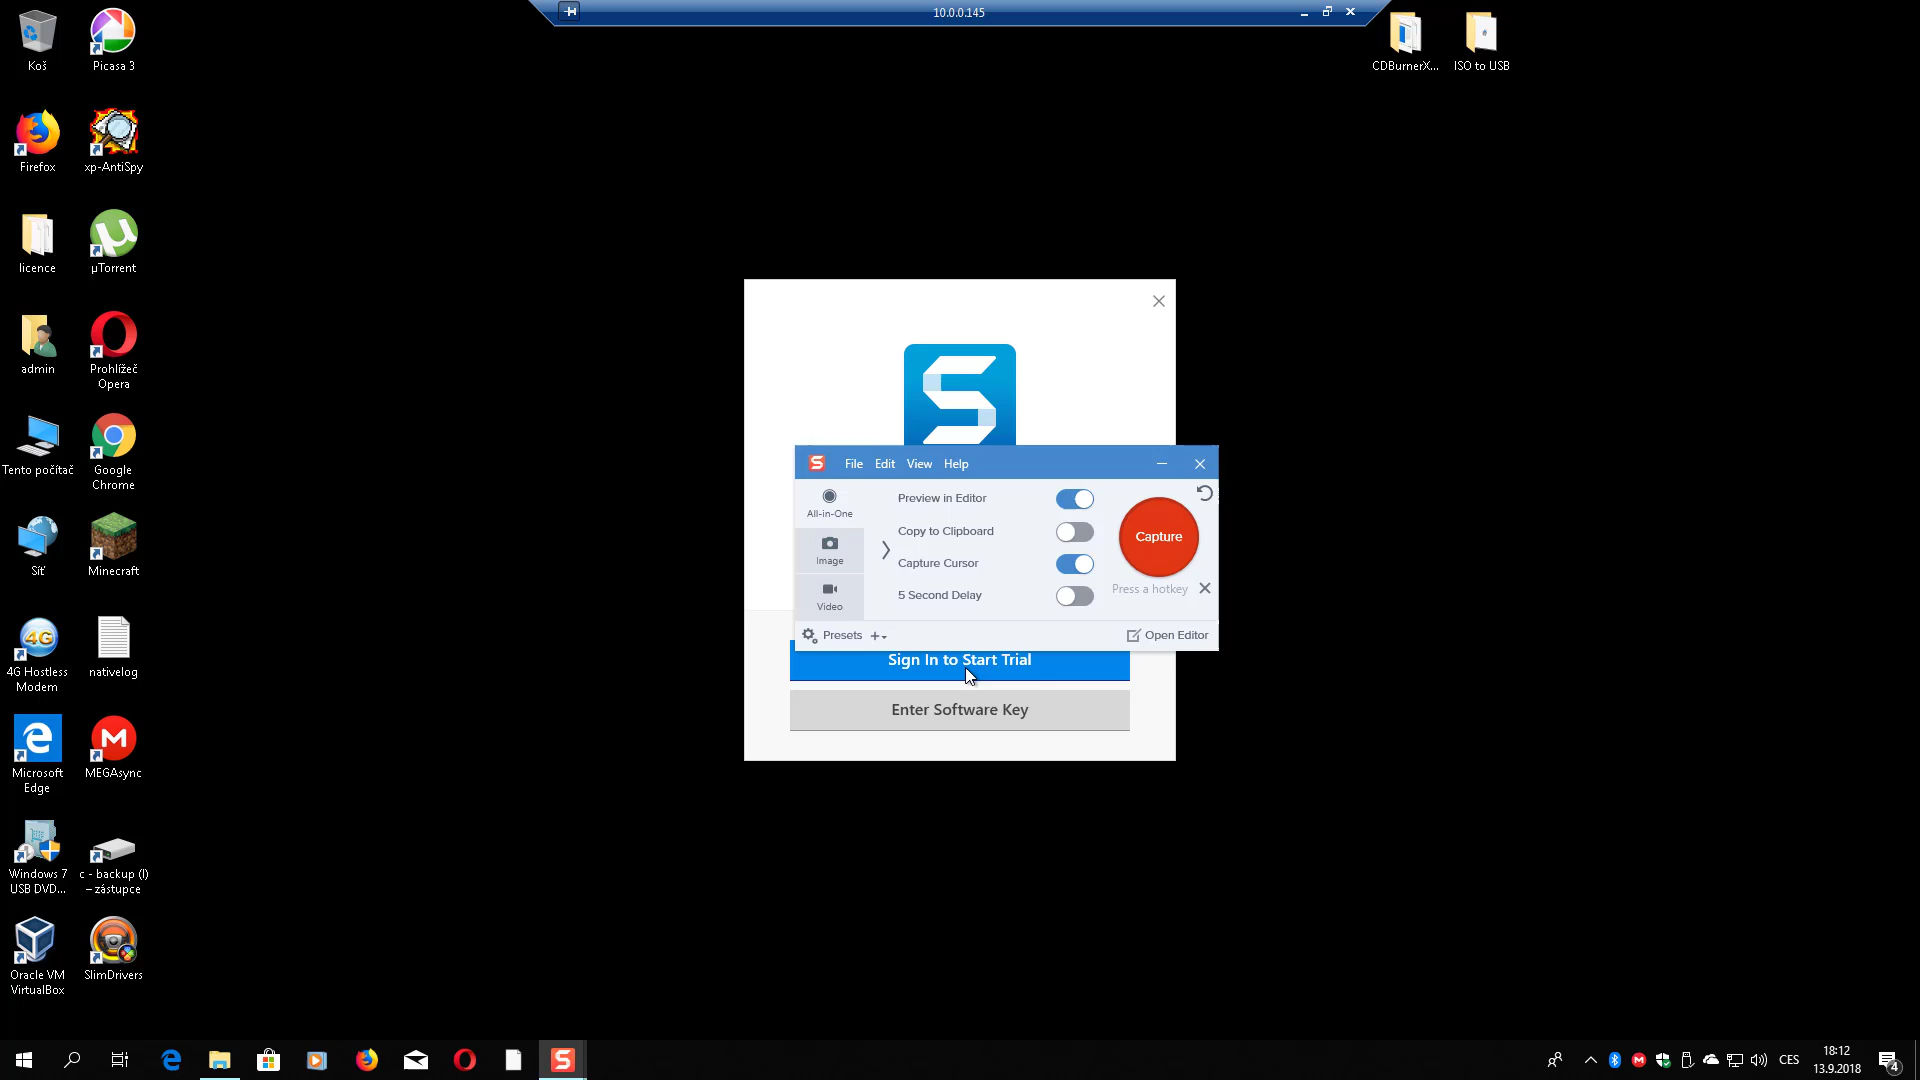 10.0.0.145
Koš
Picasa 3
CDBurnerX...
ISO to USB
Firefox
xp-AntiSpy
licence
µTorrent
admin
Prohlížeč
Opera
Tento počítač
Google
Chrome
Síť
Minecraft
4G
4G Hostless
Modem
nativelog
Microsoft
Edge
MEGAsync
Windows 7
USB DVD...
c - backup (I)
– zástupce
Oracle VM
VirtualBox
SlimDrivers
File Edit View Help
All-in-One
Image
Video
Preview in Editor
Copy to Clipboard
Capture Cursor
5 Second Delay
Capture
Press a hotkey
Presets
Open Editor
Sign In to Start Trial
Enter Software Key
CES
18:12
13.9.2018
4